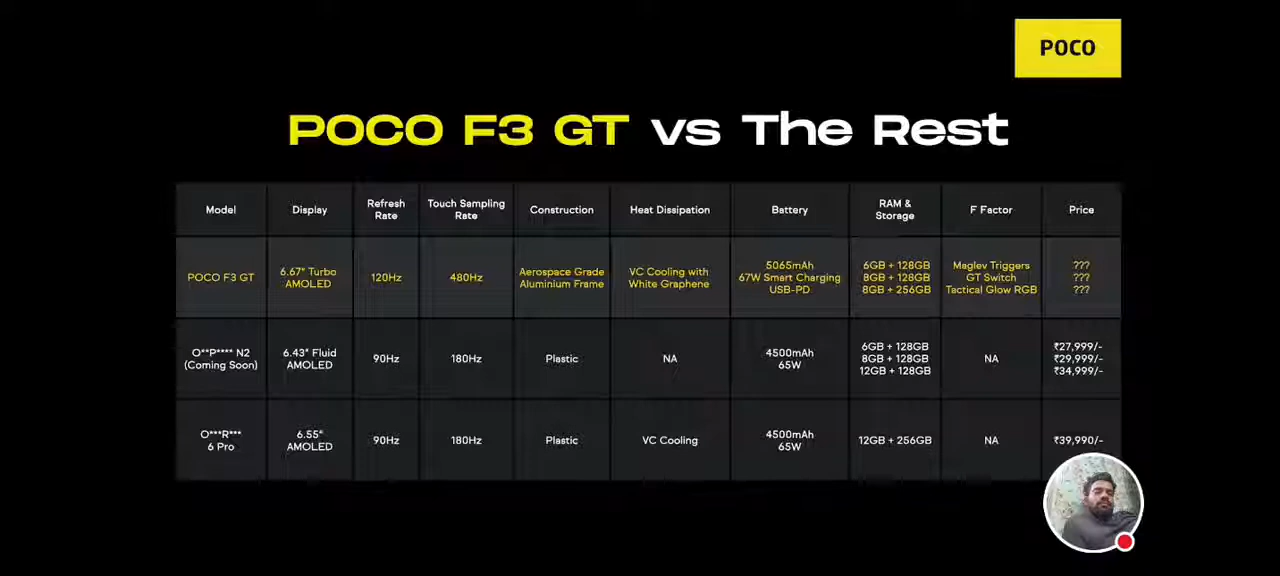 POCO
POCO F3 GT vs The Rest
Model
Display
Refresh
Rate
Touch Sampling
Rate
Construction
Heat Dissipation
Battery
RAM &
Storage
F Factor
Price
POCO F3 GT
6.67" Turbo
AMOLED
120Hz
480Hz
Aerospace Grade
Aluminium Frame
VC Cooling with
White Graphene
5065mAh
67W Smart Charging
USB-PD
6GB + 128GB
8GB + 128GB
8GB + 256GB
Maglev Triggers
GT Switch
Tactical Glow RGB
???
???
???
O**P**** N2
(Coming Soon)
6.43" Fluid
AMOLED
90Hz
180Hz
Plastic
NA
4500mAh
65W
6GB + 128GB
8GB + 128GB
12GB + 128GB
NA
₹27,999/-
₹29,999/-
₹34,999/-
O***R***
6 Pro
6.55"
AMOLED
90Hz
180Hz
Plastic
VC Cooling
4500mAh
65W
12GB + 256GB
NA
₹39,990/-